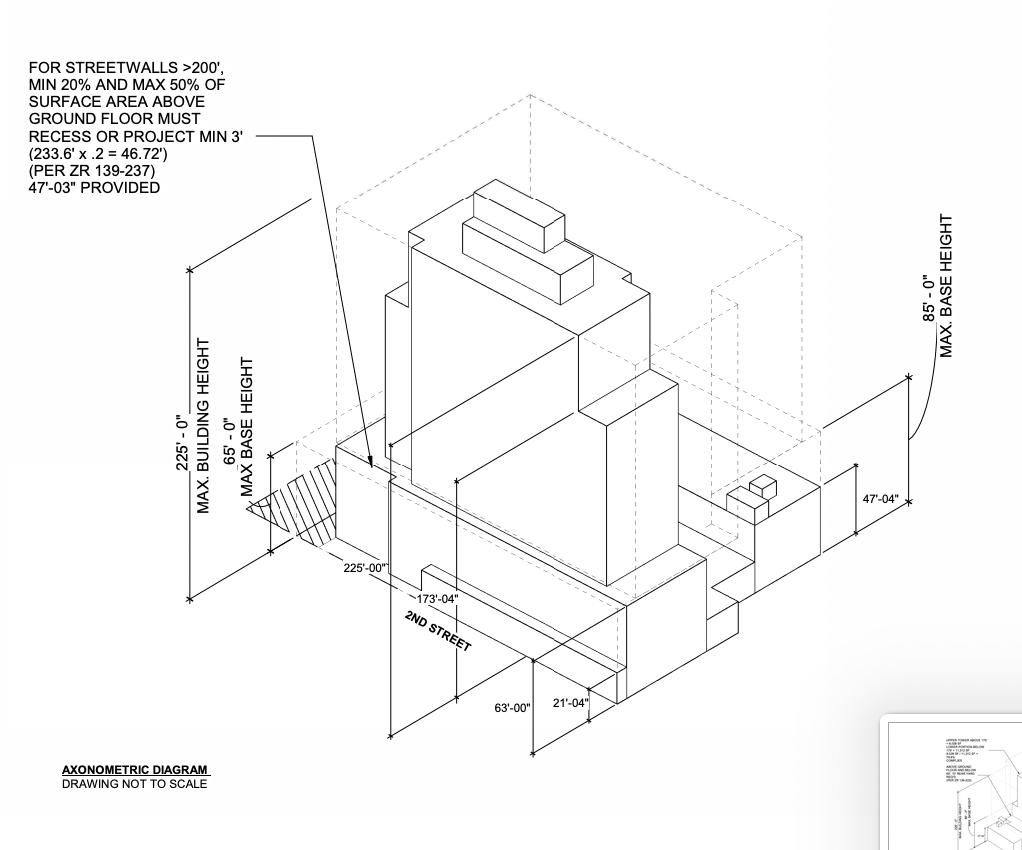 FOR STREETWALLS >200',
MIN 20% AND MAX 50% OF
SURFACE AREA ABOVE
GROUND FLOOR MUST
RECESS OR PROJECT MIN 3'
(233.6' x .2 = 46.72')
(PER ZR 139-237)
47'-03" PROVIDED
225' - 0"
MAX. BUILDING HEIGHT
65' - 0"
MAX BASE HEIGHT
85' - 0"
MAX. BASE HEIGHT
47'-04"
225'-00"
173'-04"
2ND STREET
63'-00"
21'-04"
AXONOMETRIC DIAGRAM
DRAWING NOT TO SCALE